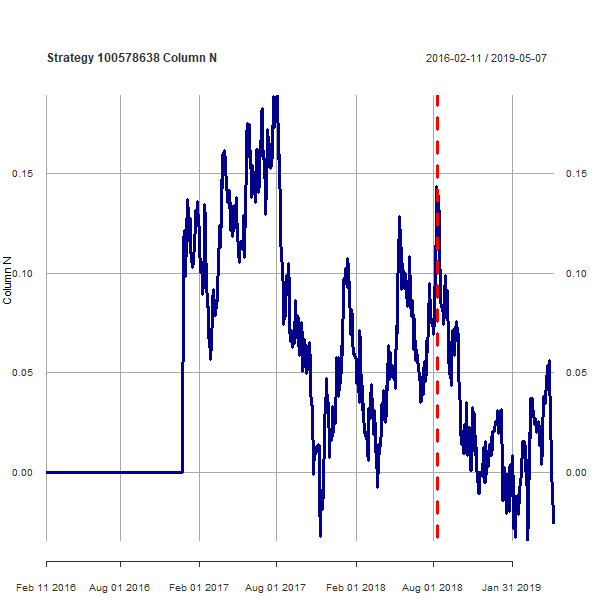 Strategy 100578638 Column N
2016-02-11 / 2019-05-07
Column N
0.15
0.10
0.05
0.00
0.15
0.10
0.05
0.00
Feb 11 2016
Aug 01 2016
Feb 01 2017
Aug 01 2017
Feb 01 2018
Aug 01 2018
Jan 31 2019